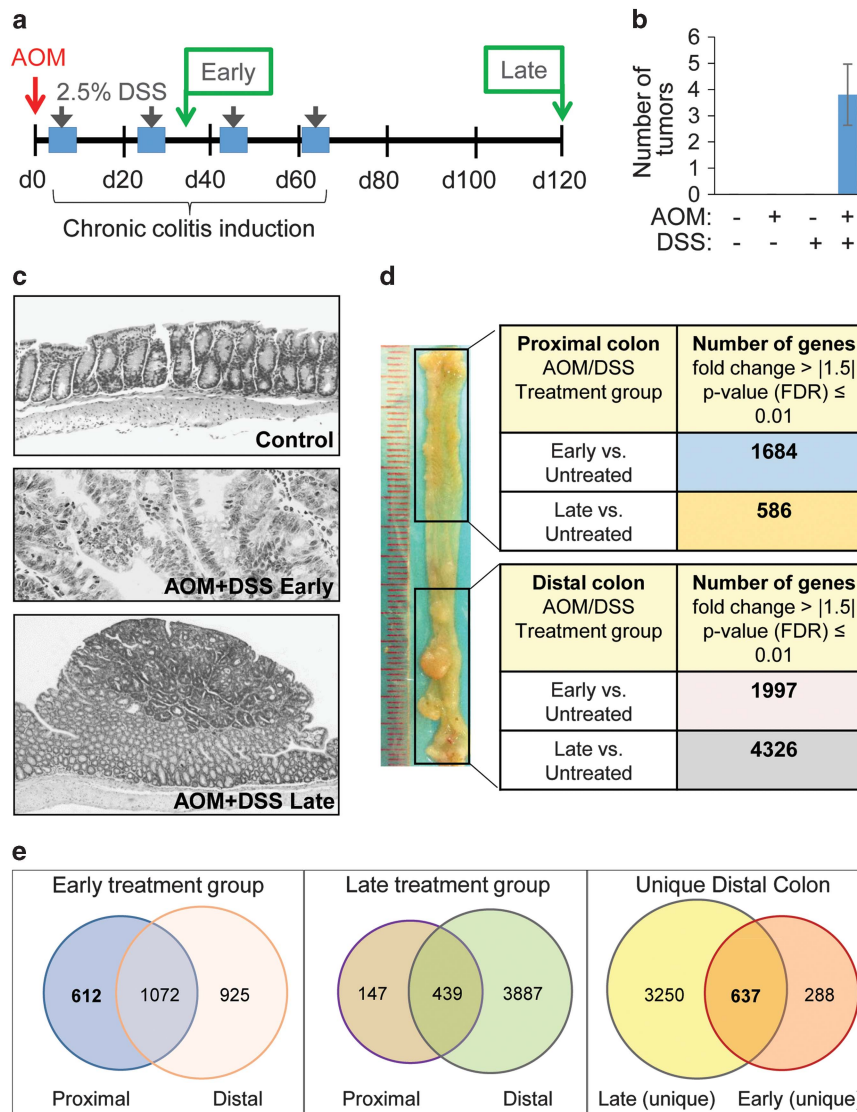 a
AOM
2.5% DSS
Early
Late
d0
d20
d40
d60
d80
d100
d120
Chronic colitis induction
b
Number of
tumors
6
5
4
3
2
1
0
AOM: - + - +
DSS: - - + +
c
Control
AOM+DSS Early
AOM+DSS Late
d
Proximal colon
AOM/DSS
Treatment group
Number of genes
fold change > |1.5|
p-value (FDR) ≤
0.01
Early vs.
Untreated
1684
Late vs.
Untreated
586
Distal colon
AOM/DSS
Treatment group
Number of genes
fold change > |1.5|
p-value (FDR) ≤
0.01
Early vs.
Untreated
1997
Late vs.
Untreated
4326
e
Early treatment group
612
1072
925
Proximal
Distal
Late treatment group
147
439
3887
Proximal
Distal
Unique Distal Colon
3250
637
288
Late (unique)
Early (unique)